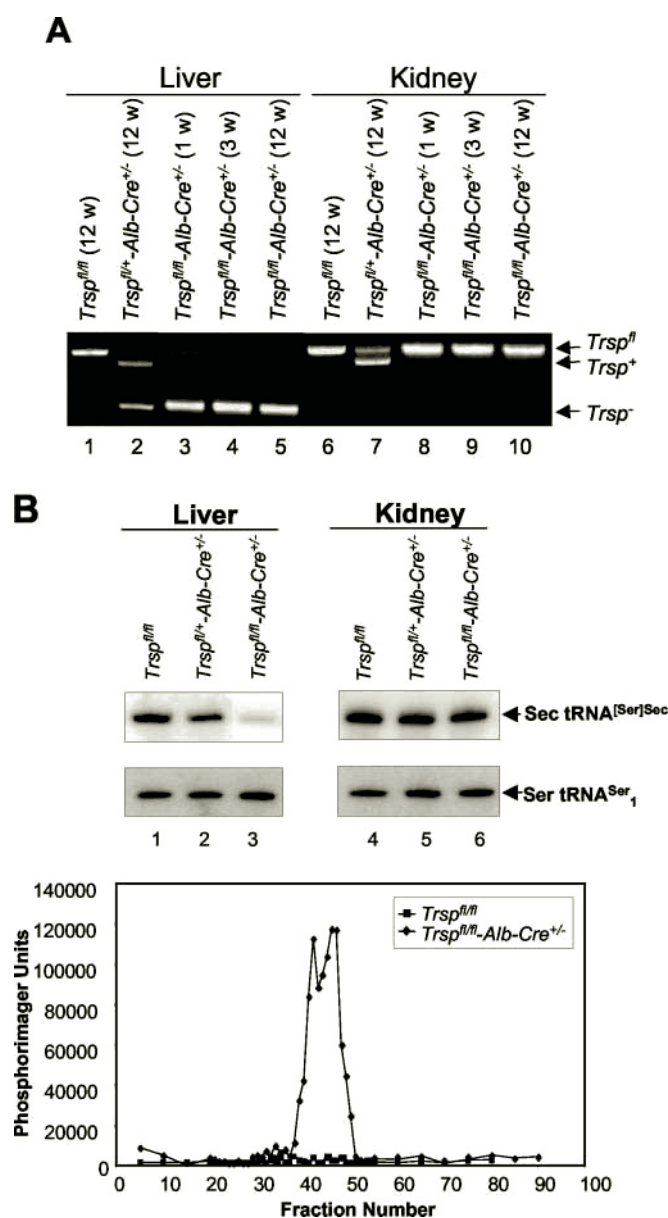 A
Liver Kidney
Trsp^fl/fl (12 w)
Trsp^fl/+-Alb-Cre^+/- (12 w)
Trsp^fl/fl-Alb-Cre^+/- (1 w)
Trsp^fl/fl-Alb-Cre^+/- (3 w)
Trsp^fl/fl-Alb-Cre^+/- (12 w)
Trsp^fl/fl (12 w)
Trsp^fl/+-Alb-Cre^+/- (12 w)
Trsp^fl/fl-Alb-Cre^+/- (1 w)
Trsp^fl/fl-Alb-Cre^+/- (3 w)
Trsp^fl/fl-Alb-Cre^+/- (12 w)
Trsp^fl
Trsp^+
Trsp^-
1 2 3 4 5 6 7 8 9 10
B
Liver Kidney
Trsp^fl/fl
Trsp^fl/+-Alb-Cre^+/-
Trsp^fl/fl-Alb-Cre^+/-
Trsp^fl/fl
Trsp^fl/+-Alb-Cre^+/-
Trsp^fl/fl-Alb-Cre^+/-
Sec tRNA^[Ser]Sec
Ser tRNA^Ser_1
1 2 3 4 5 6
Phosphorimager Units
140000
120000
100000
80000
60000
40000
20000
0
Trsp^fl/fl
Trsp^fl/fl-Alb-Cre^+/-
0 10 20 30 40 50 60 70 80 90 100
Fraction Number